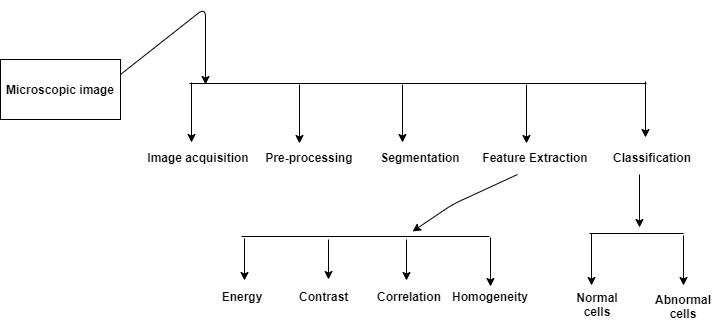 Microscopic image
Image acquisition
Pre-processing
Segmentation
Feature Extraction
Classification
Energy
Contrast
Correlation
Homogeneity
Normal
cells
Abnormal
cells